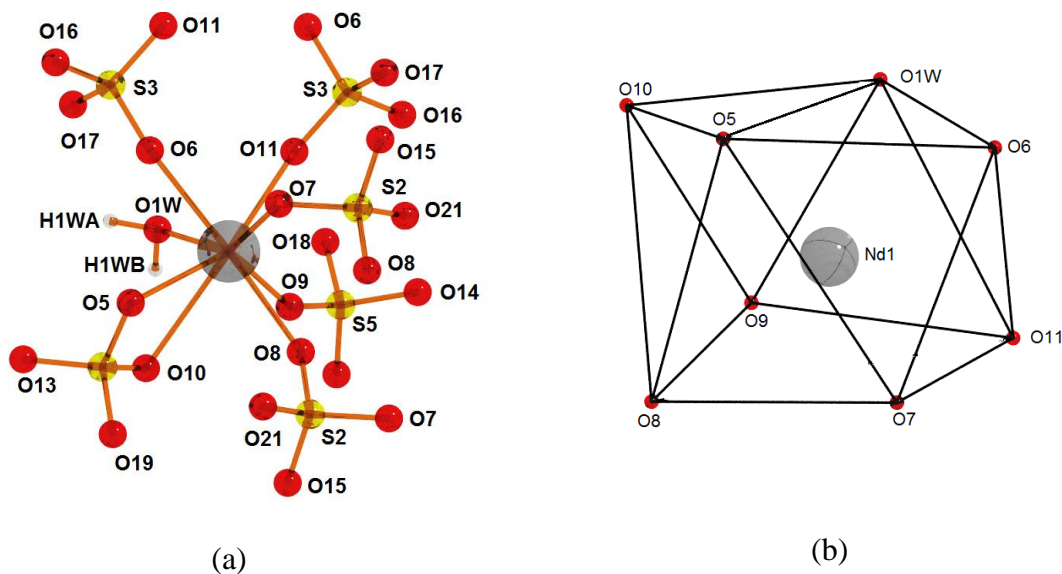 O11
O6
O16
O17
S3
S3
O16
O17
O15
O6
O11
O7
S2
O1W
O21
H1WA
O18
H1WB
O8
O14
O5
O9
S5
O8
O13
O10
O7
O21
S2
O19
O15
(a)
O1W
O10
O5
O6
Nd1
O9
O11
O8
O7
(b)